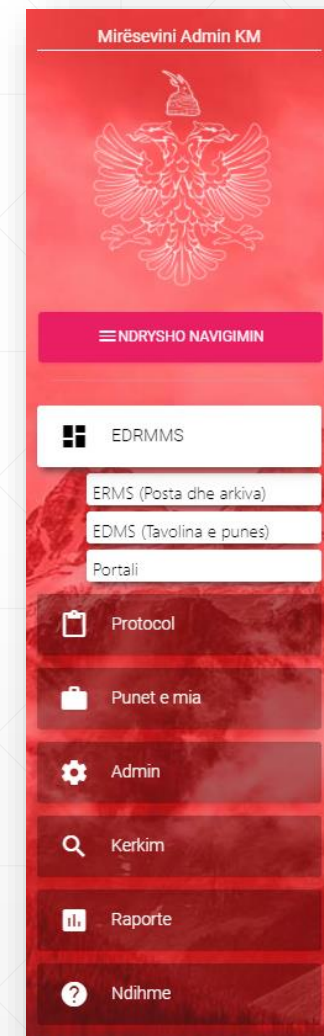 Mirësevini Admin KM
NDRYSHO NAVIGIMIN
EDRMMS
ERMS (Posta dhe arkiva)
EDMS (Tavolina e punes)
Portali
Protocol
Punet e mia
Admin
Kerkim
Raporte
Ndihme